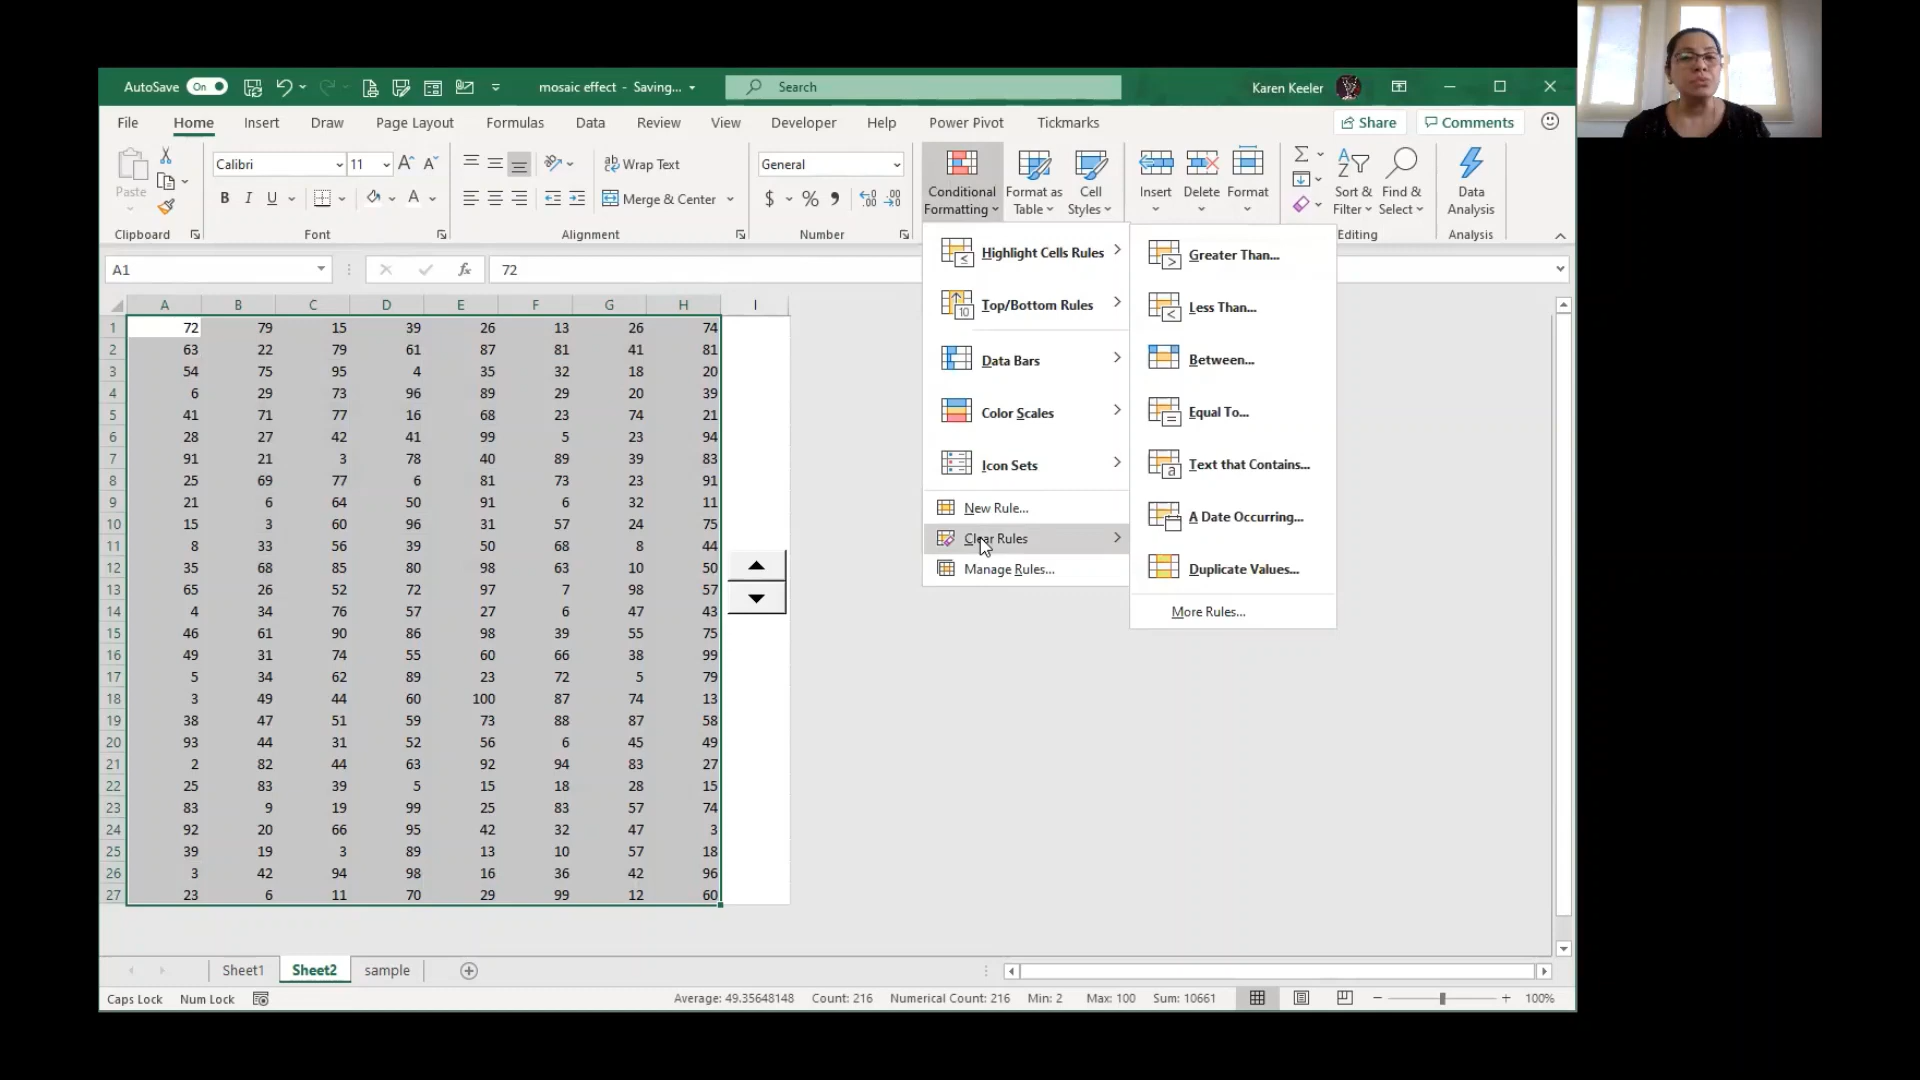 AutoSave On mosaic effect - Saving... Search Karen Keeler
File Home Insert Draw Page Layout Formulas Data Review View Developer Help Power Pivot Tickmarks Share Comments
Paste Calibri 11 A A ab Wrap Text General Conditional Formatting Format as Table Cell Styles Insert Delete Format Sort & Filter Find & Select Data Analysis
B I U A Merge & Center $ % ,
Clipboard Font Alignment Number Editing Analysis
A1 fx 72
Highlight Cells Rules
Top/Bottom Rules
Data Bars
Color Scales
Icon Sets
New Rule...
Clear Rules
Manage Rules...
Greater Than...
Less Than...
Between...
Equal To...
Text that Contains...
A Date Occurring...
Duplicate Values...
More Rules...
A B C D E F G H I
1 72 79 15 39 26 13 26 74
2 63 22 79 61 87 81 41 81
3 54 75 95 4 35 32 18 20
4 6 29 73 96 89 29 20 39
5 41 71 77 16 68 23 74 21
6 28 27 42 41 99 5 23 94
7 91 21 3 78 40 89 39 83
8 25 69 77 6 81 73 23 91
9 21 6 64 50 91 6 32 11
10 15 3 60 96 31 57 24 75
11 8 33 56 39 50 68 8 44
12 35 68 85 80 98 63 10 50
13 65 26 52 72 97 7 98 57
14 4 34 76 57 27 6 47 43
15 46 61 90 86 98 39 55 75
16 49 31 74 55 60 66 38 99
17 5 34 62 89 23 72 5 79
18 3 49 44 60 100 87 74 13
19 38 47 51 59 73 88 87 58
20 93 44 31 52 56 6 45 49
21 2 82 44 63 92 94 83 27
22 25 83 39 5 15 18 28 15
23 83 9 19 99 25 83 57 74
24 92 20 66 95 42 32 47 3
25 39 19 3 89 13 10 57 18
26 3 42 94 98 16 36 42 96
27 23 6 11 70 29 99 12 60
Sheet1 Sheet2 sample
Caps Lock Num Lock Average: 49.35648148 Count: 216 Numerical Count: 216 Min: 2 Max: 100 Sum: 10661 100%